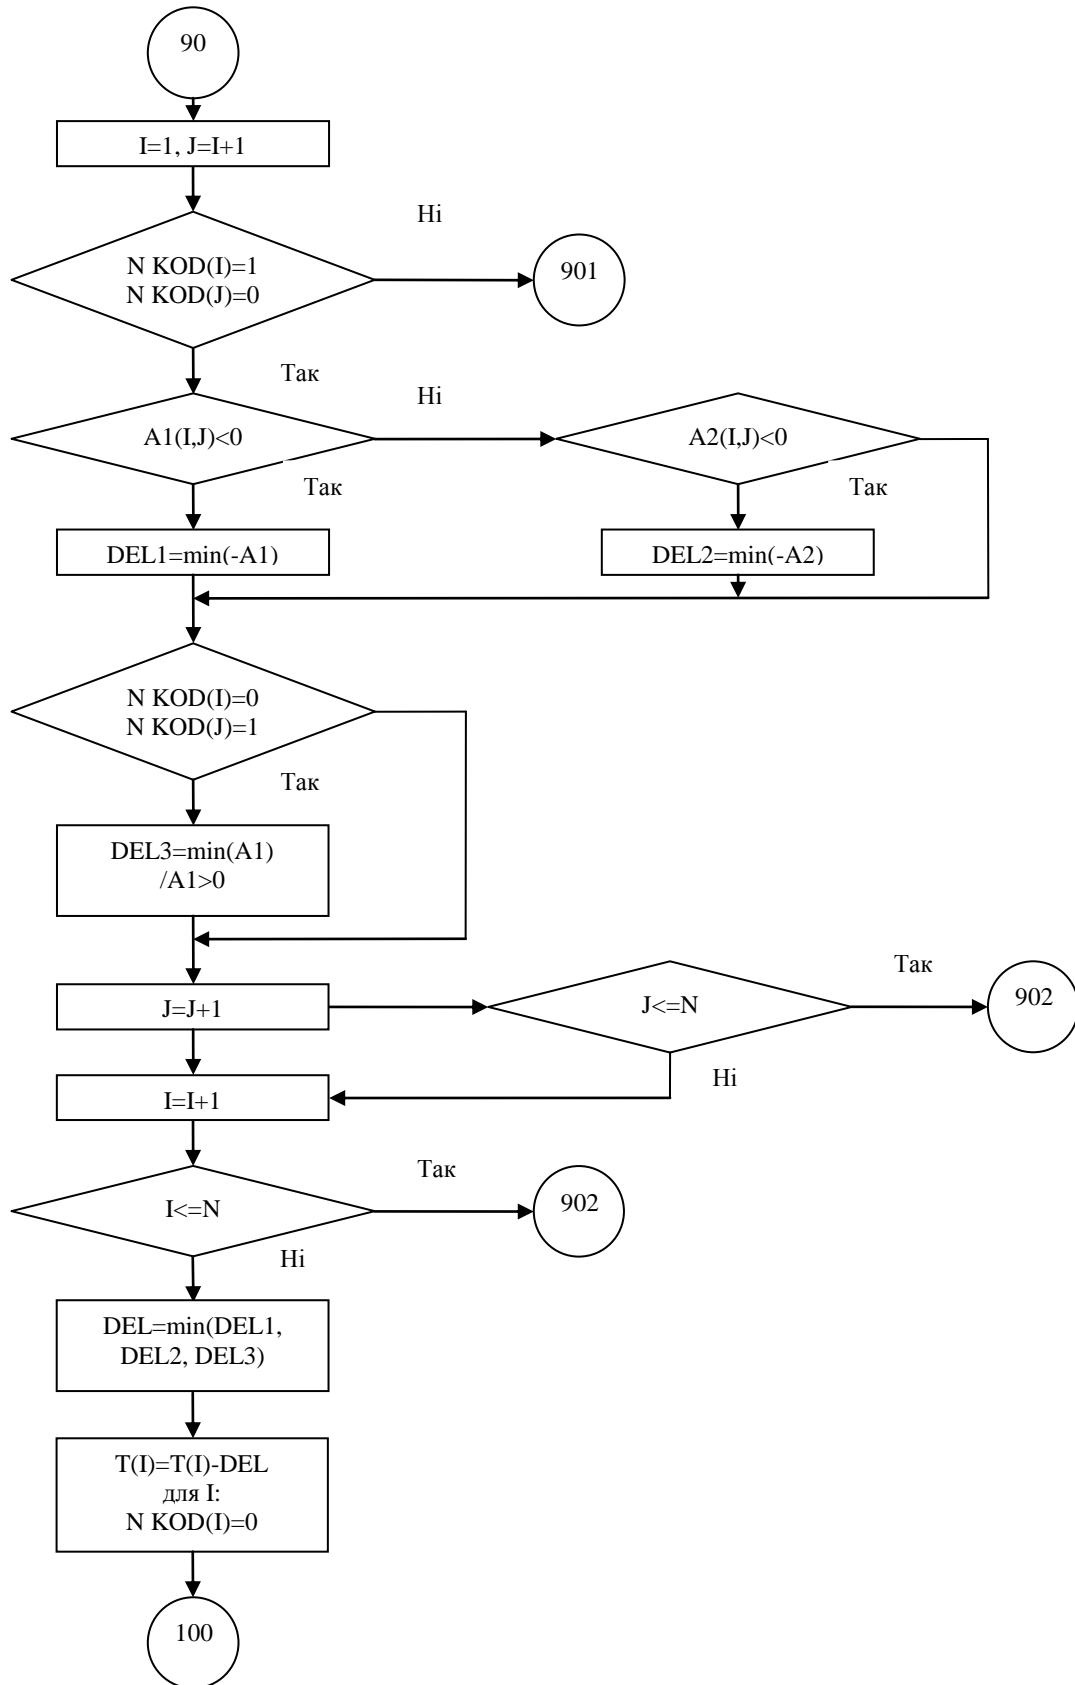 90
I=1, J=I+1
Ні
N KOD(I)=1
N KOD(J)=0
901
Так
Ні
A1(I,J)<0
A2(I,J)<0
Так
Так
DEL1=min(-A1)
DEL2=min(-A2)
N KOD(I)=0
N KOD(J)=1
Так
DEL3=min(A1)
/A1>0
Так
J=J+1
J<=N
902
Ні
I=I+1
Так
I<=N
902
Ні
DEL=min(DEL1,
DEL2, DEL3)
T(I)=T(I)-DEL
для I:
N KOD(I)=0
100